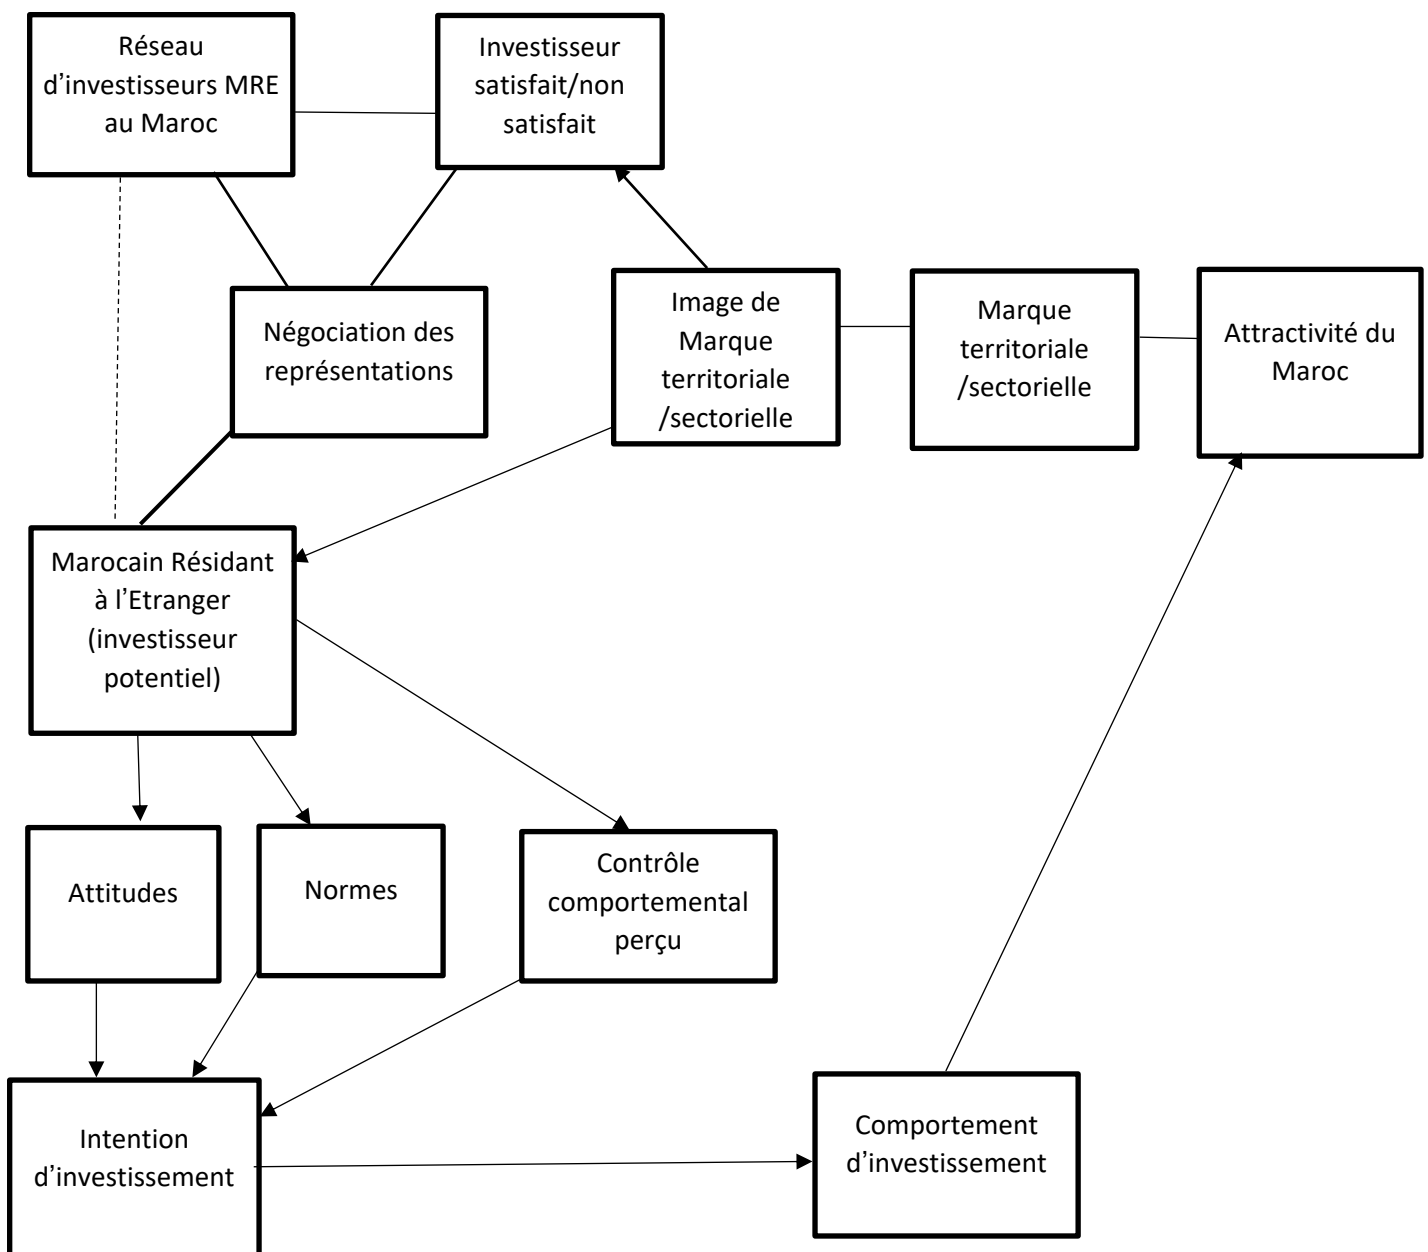 Réseau
d’investisseurs MRE
au Maroc
Investisseur
satisfait/non
satisfait
Négociation des
représentations
Image de
Marque
territoriale
/sectorielle
Marque
territoriale
/sectorielle
Attractivité du
Maroc
Marocain Résidant
à l’Etranger
(investisseur
potentiel)
Attitudes
Normes
Contrôle
comportemental
perçu
Intention
d’investissement
Comportement
d’investissement